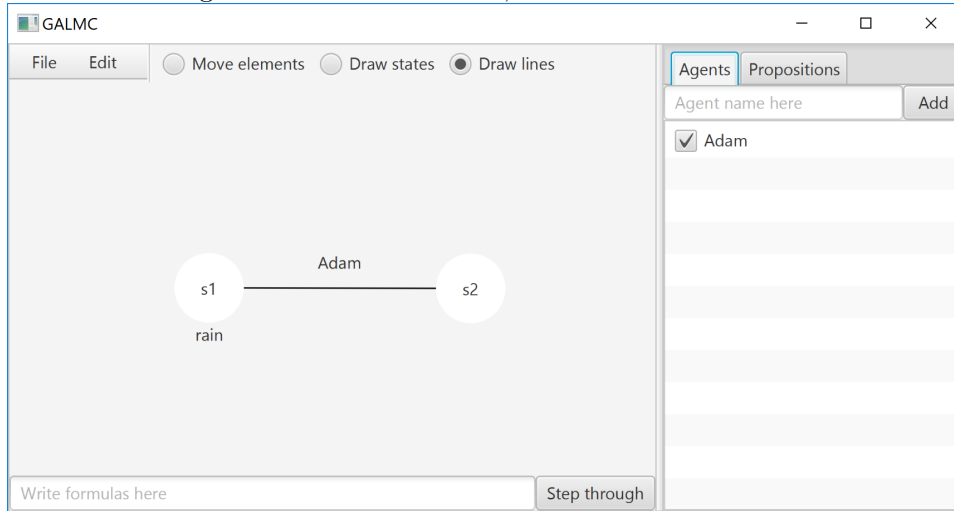 GALMC
File Edit Move elements Draw states Draw lines
Agents Propositions
Agent name here Add
Adam
Adam
s1 s2
rain
Write formulas here Step through